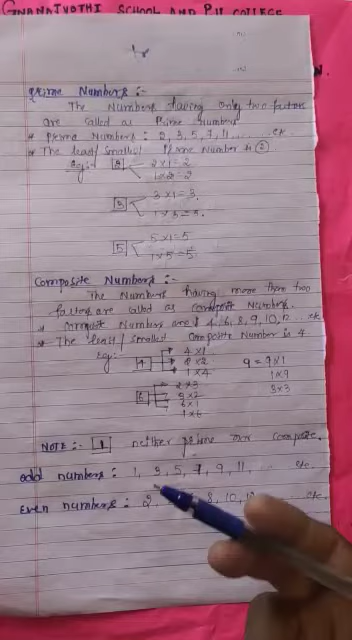 GNANAJYOTHI SCHOOL AND P.U COLLEGE
Prime Numbers :-
The Numbers having only two factors
are called as Prime Numbers
* Prime Numbers : 2, 3, 5, 7, 11 ..... etc.
* The least/smallest Prime Number is 2
Eg:- 2 2×1=2
1×2=2
3 3×1=3.
1×3=3.
5 5×1=5
1×5=5
Composite Numbers :-
The Numbers having more than two
factors are called as composite Numbers.
* Composite Numbers are 4, 6, 8, 9, 10, 12 ... etc
* The least/smallest Composite Number is 4
Eg: 4 4×1 9=9×1
2×2 1×9
1×4 3×3
6 2×3
3×2
6×1
1×6
NOTE :- 1 neither prime nor composite.
odd numbers : 1, 3, 5, 7, 9, 11, ... etc.
Even numbers : 2, 8, 10, 12 ..... etc.